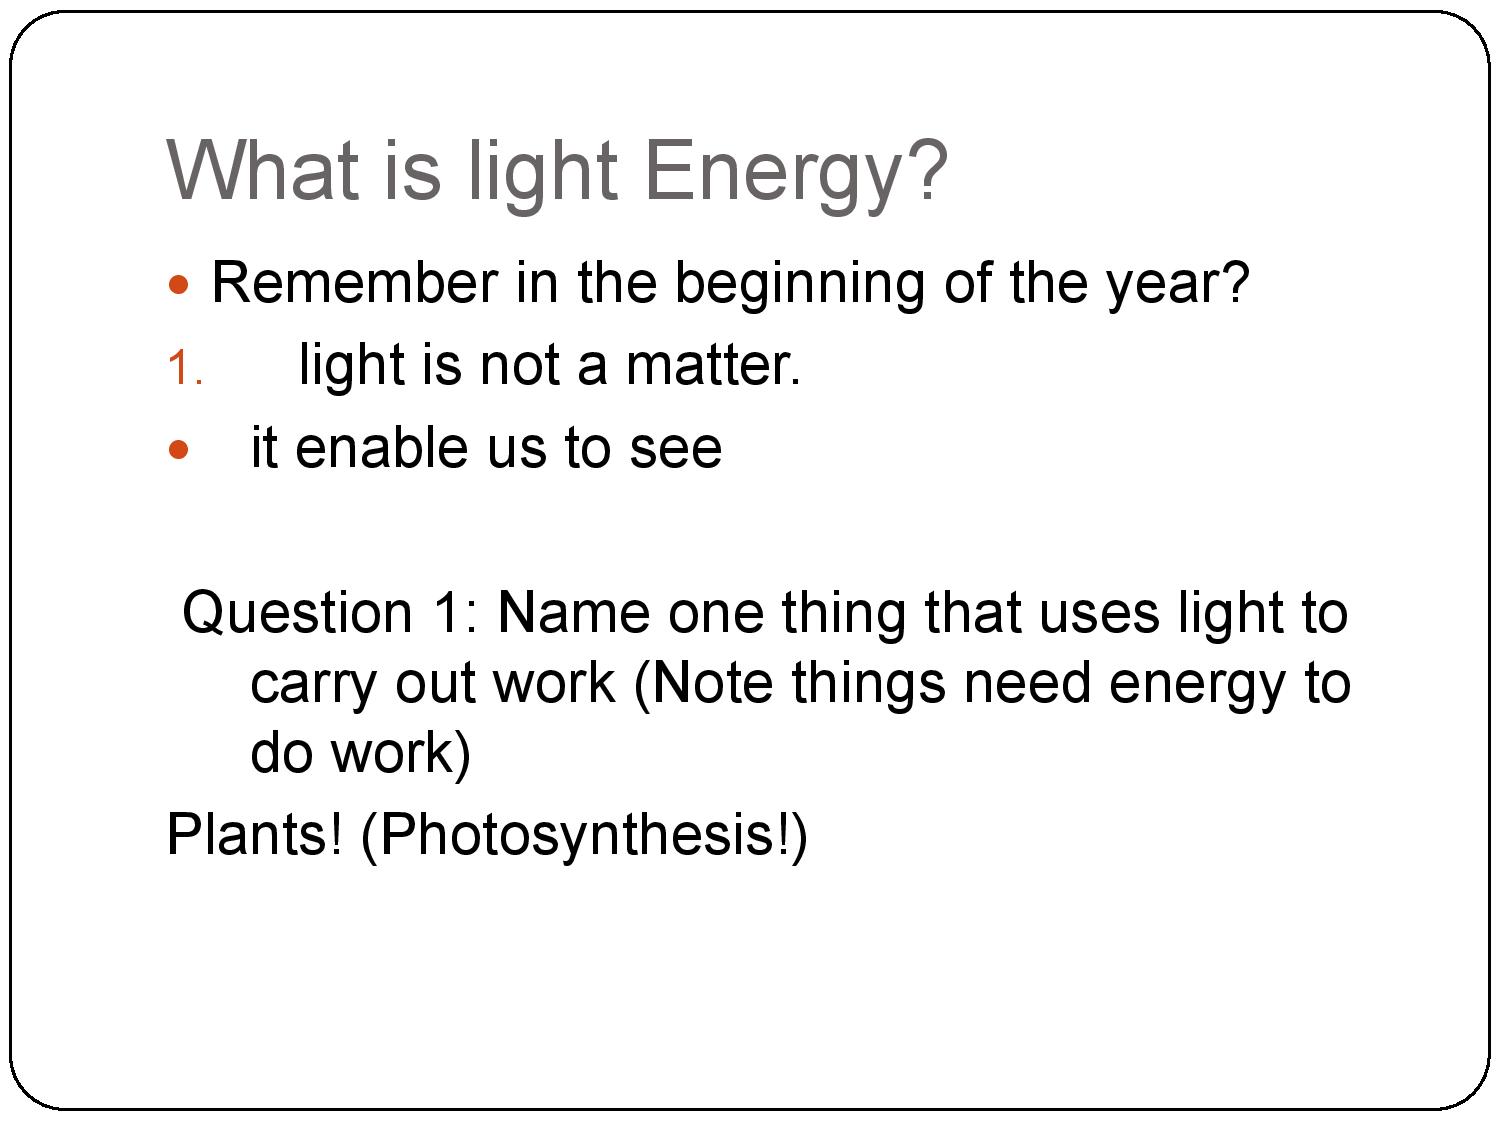 What is light Energy?
• Remember in the beginning of the year?
1. light is not a matter.
• it enable us to see
Question 1: Name one thing that uses light to
carry out work (Note things need energy to
do work)
Plants! (Photosynthesis!)